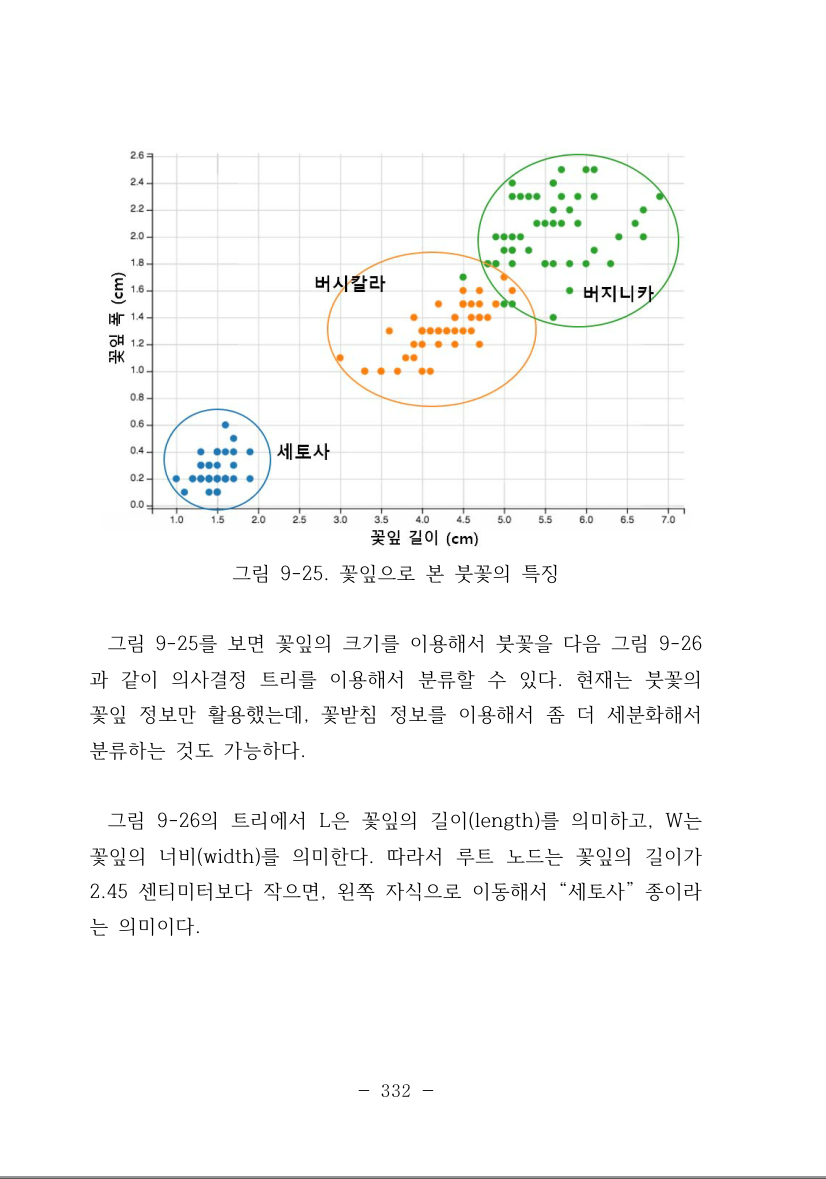 2.6
2.4
2.2
2.0
1.8
1.6
1.4
1.2
1.0
0.8
0.6
0.4
0.2
0.0
꽃잎 폭 (cm)
버시칼라
버지니카
세토사
1.0 1.5 2.0 2.5 3.0 3.5 4.0 4.5 5.0 5.5 6.0 6.5 7.0
꽃잎 길이 (cm)
그림 9-25. 꽃잎으로 본 붓꽃의 특징
그림 9-25를 보면 꽃잎의 크기를 이용해서 붓꽃을 다음 그림 9-26
과 같이 의사결정 트리를 이용해서 분류할 수 있다. 현재는 붓꽃의
꽃잎 정보만 활용했는데, 꽃받침 정보를 이용해서 좀 더 세분화해서
분류하는 것도 가능하다.
그림 9-26의 트리에서 L은 꽃잎의 길이(length)를 의미하고, W는
꽃잎의 너비(width)를 의미한다. 따라서 루트 노드는 꽃잎의 길이가
2.45 센티미터보다 작으면, 왼쪽 자식으로 이동해서 “세토사” 종이라
는 의미이다.
- 332 -